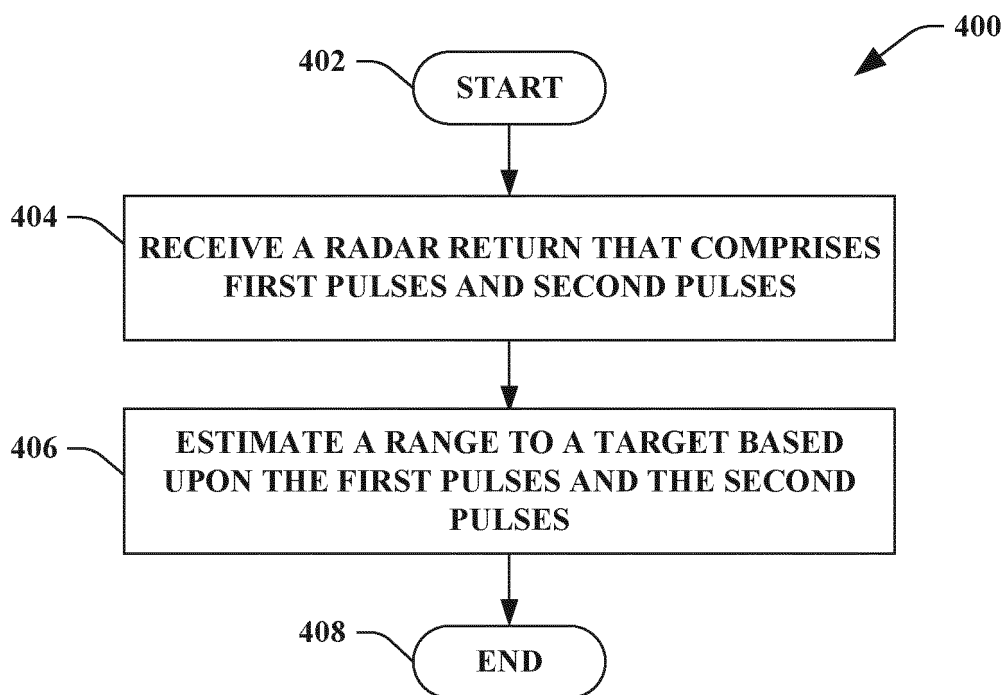 400
402
START
404
RECEIVE A RADAR RETURN THAT COMPRISES
FIRST PULSES AND SECOND PULSES
406
ESTIMATE A RANGE TO A TARGET BASED
UPON THE FIRST PULSES AND THE SECOND
PULSES
408
END